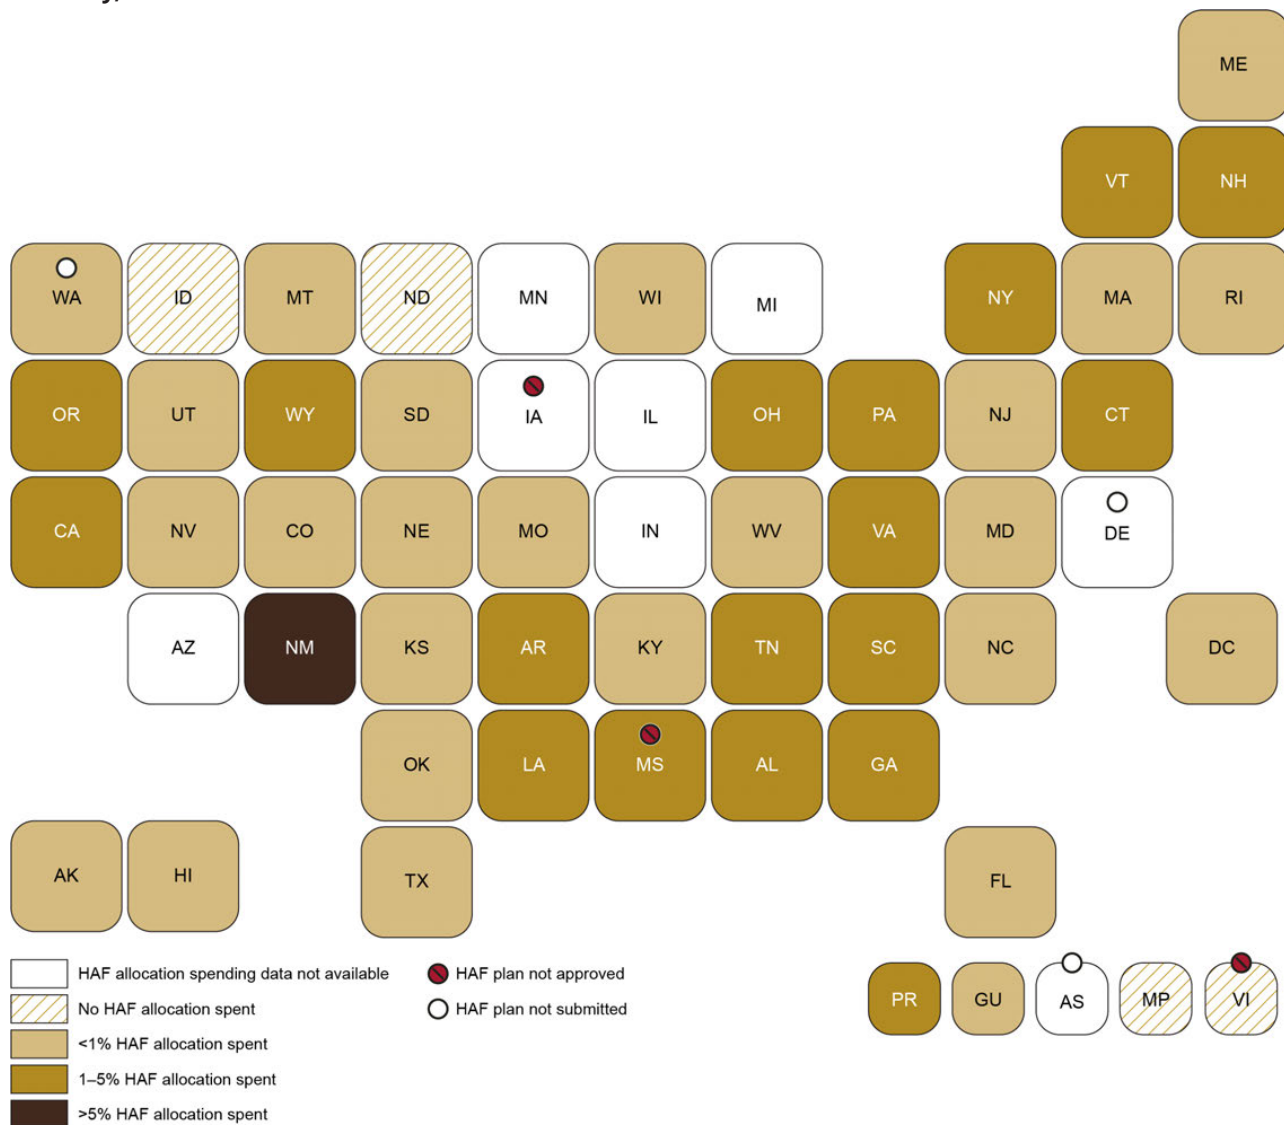 ME
VT NH
WA ID MT ND MN WI MI NY MA RI
OR UT WY SD IA IL OH PA NJ CT
CA NV CO NE MO IN WV VA MD DE
AZ NM KS AR KY TN SC NC DC
OK LA MS AL GA
AK HI TX FL
HAF allocation spending data not available
No HAF allocation spent
<1% HAF allocation spent
1–5% HAF allocation spent
>5% HAF allocation spent
HAF plan not approved
HAF plan not submitted
PR GU AS MP VI